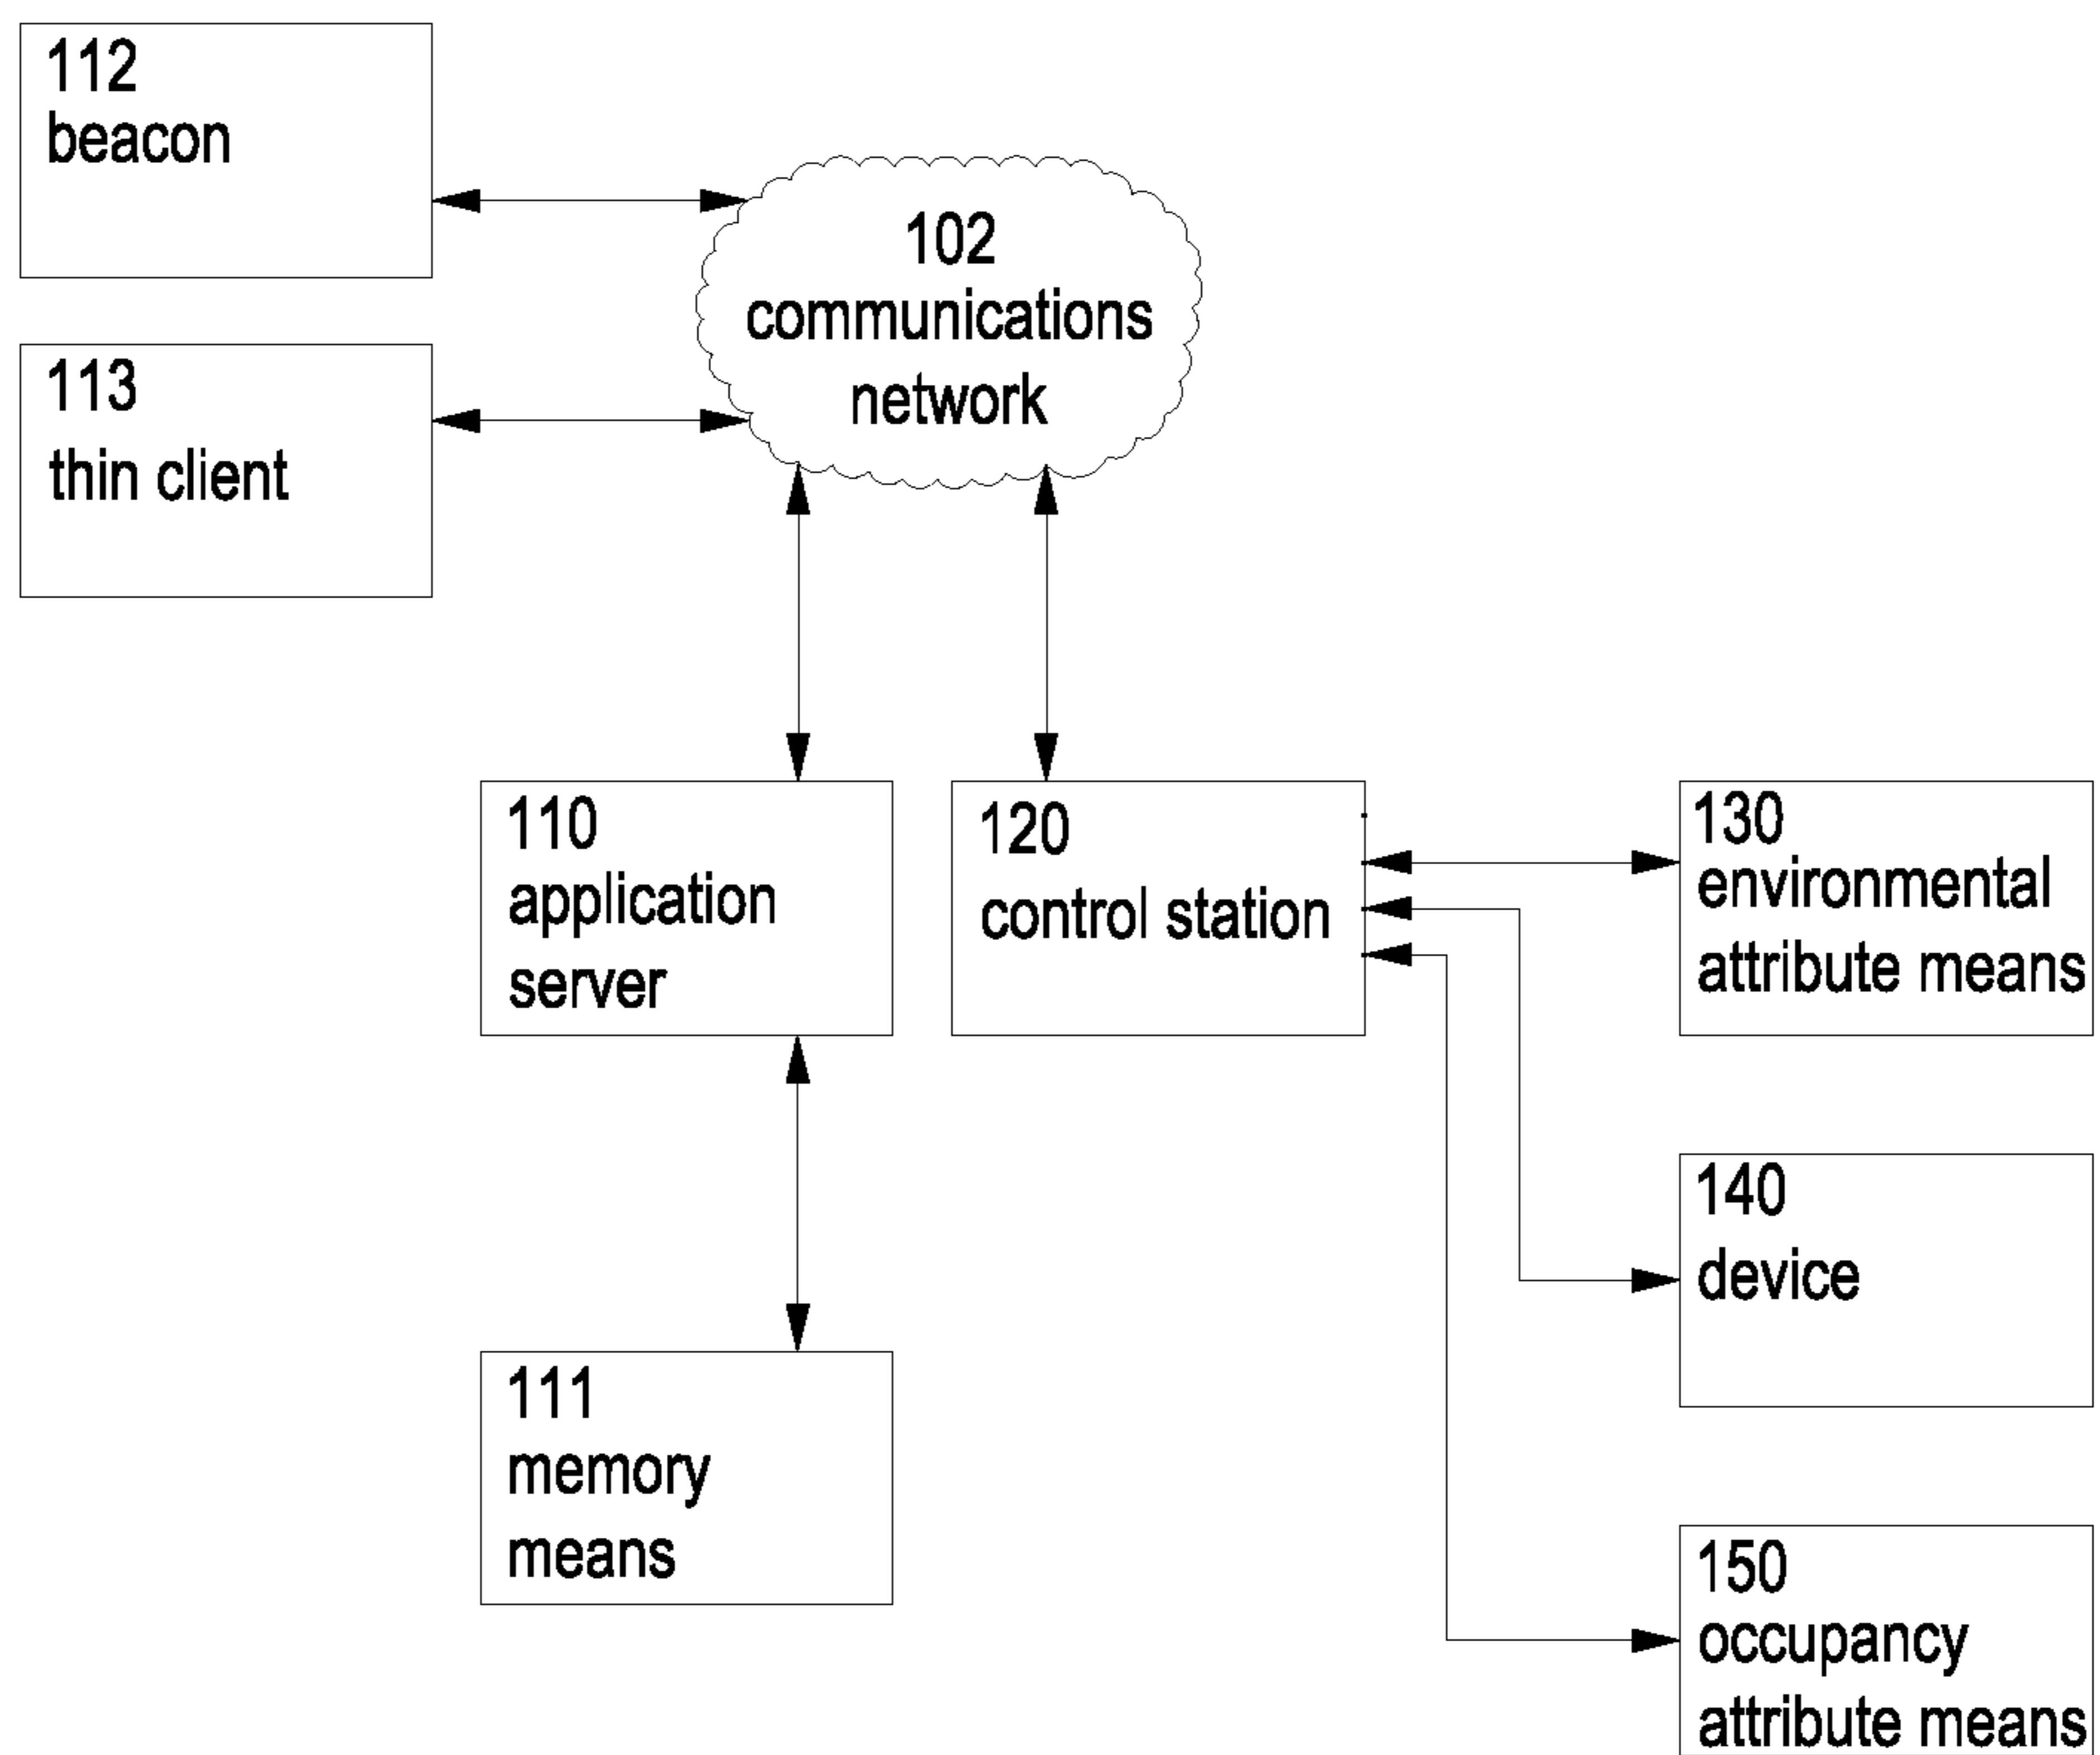 112
beacon
102
communications
network
113
thin client
110
application
server
120
control station
130
environmental
attribute means
140
device
111
memory
means
150
occupancy
attribute means